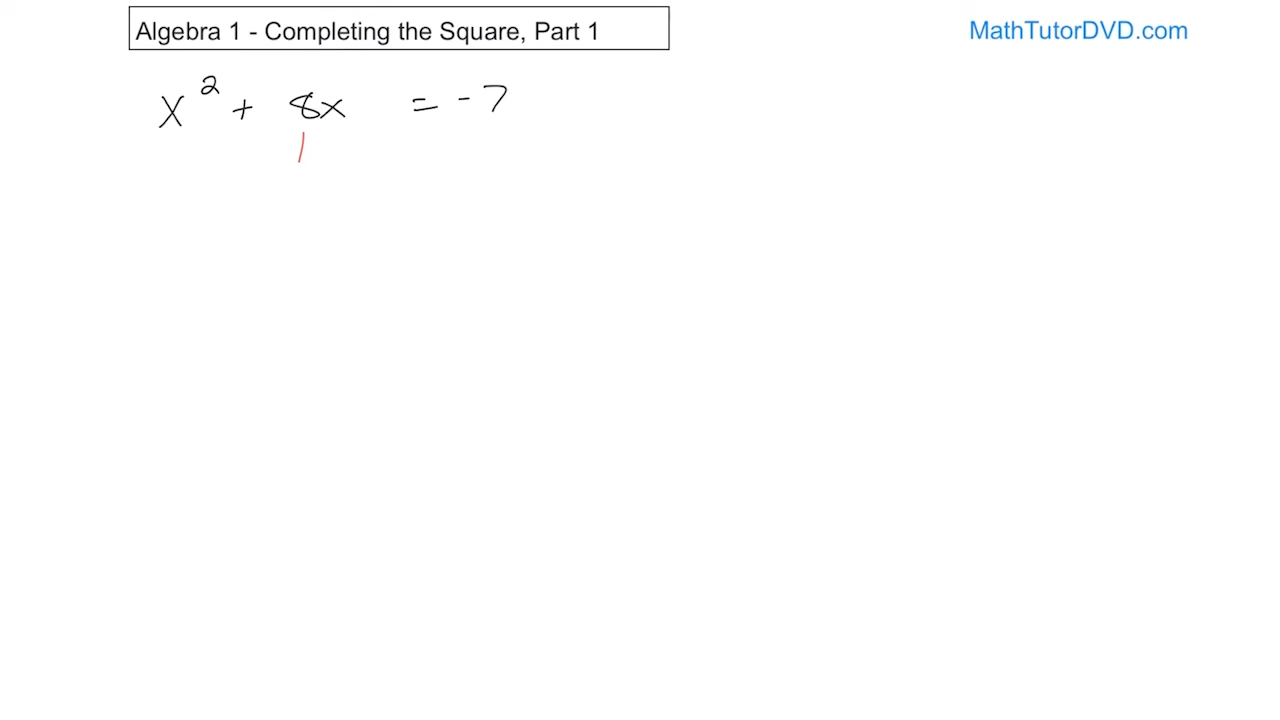 Algebra 1 - Completing the Square, Part 1
MathTutorDVD.com
x² + 8x = -7